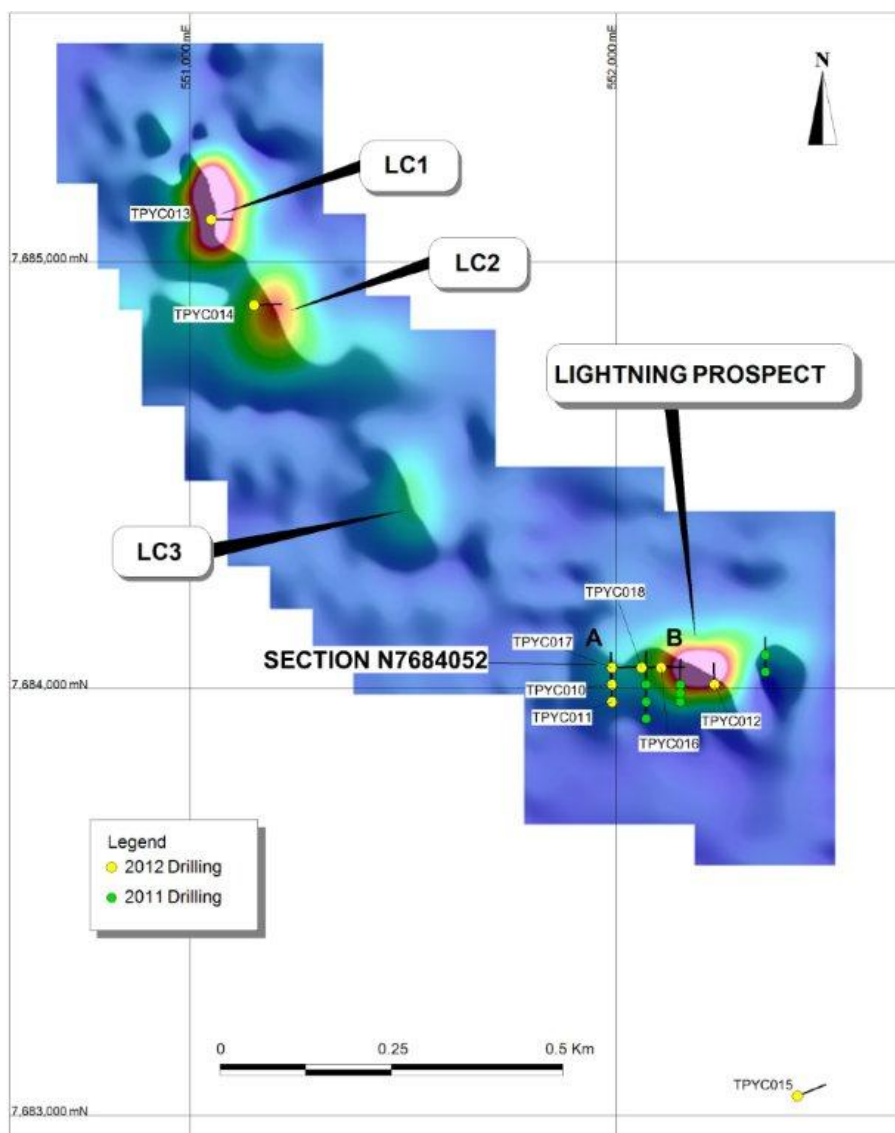 551,000 mE
552,000 mE
N
LC1
TPYC013
7,685,000 mN
LC2
TPYC014
LIGHTNING PROSPECT
LC3
TPYC018
TPYC017
A
B
SECTION N7684052
7,684,000 mN
TPYC010
TPYC011
TPYC012
TPYC016
Legend
2012 Drilling
2011 Drilling
0 0.25 0.5 Km
TPYC015
7,683,000 mN